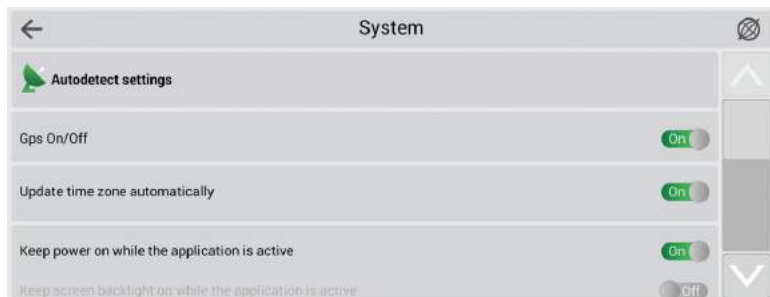 System
Autodetect settings
Gps On/Off
On
Update time zone automatically
On
Keep power on while the application is active
On
Keep screen backlight on while the application is active
Off